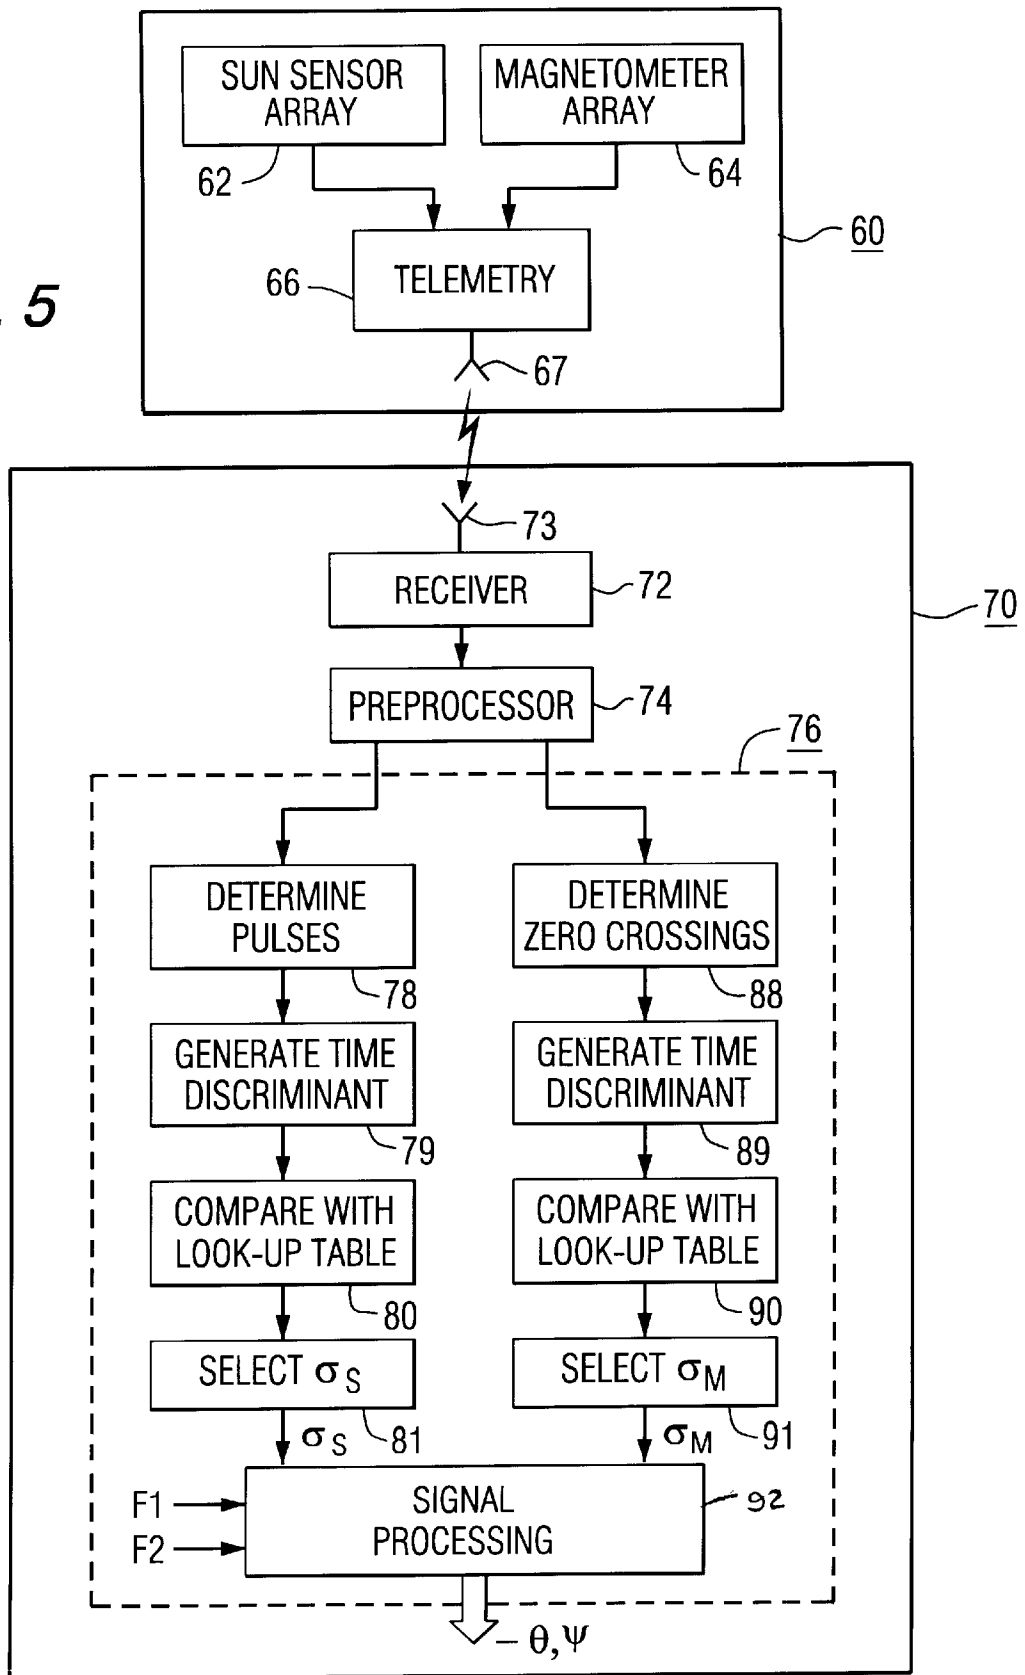 SUN SENSOR
ARRAY
62
MAGNETOMETER
ARRAY
64
60
. 5
66
TELEMETRY
67
73
RECEIVER
72
70
PREPROCESSOR
74
76
DETERMINE
PULSES
78
DETERMINE
ZERO CROSSINGS
88
GENERATE TIME
DISCRIMINANT
79
GENERATE TIME
DISCRIMINANT
89
COMPARE WITH
LOOK-UP TABLE
80
COMPARE WITH
LOOK-UP TABLE
90
SELECT σS
81
SELECT σM
91
σS
σM
F1
F2
SIGNAL
PROCESSING
92
- θ,Ψ